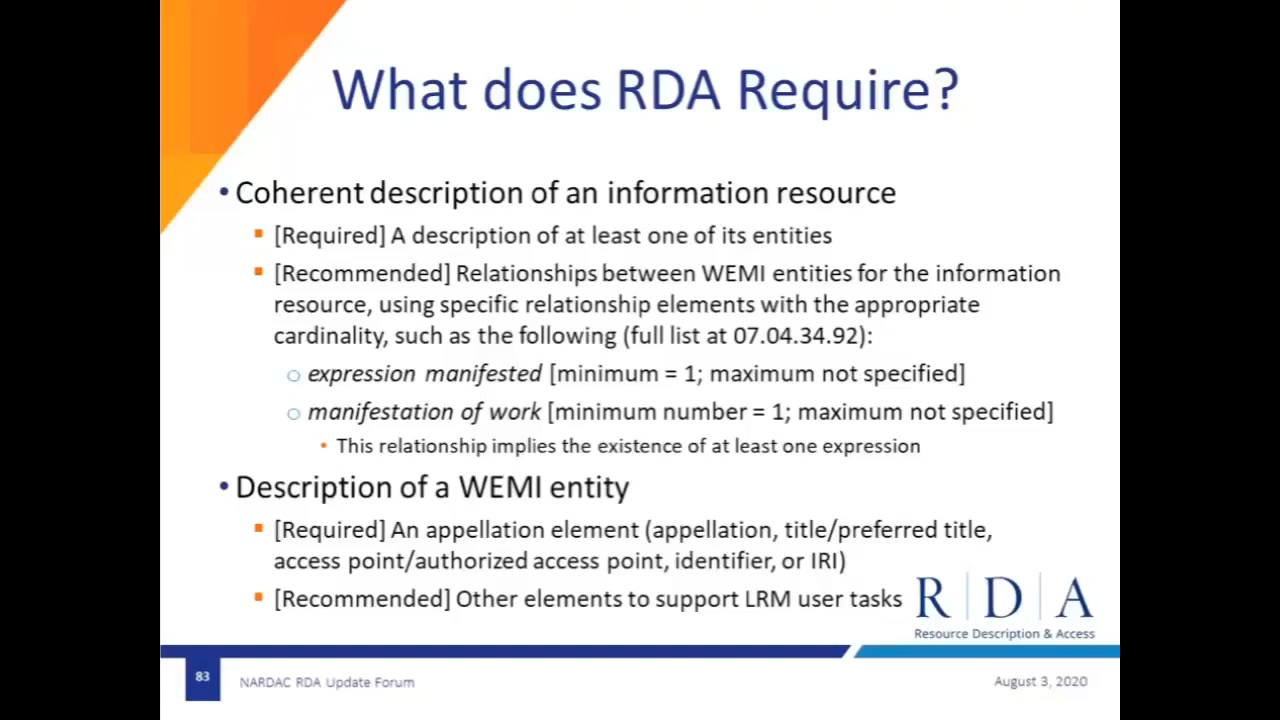 What does RDA Require?
• Coherent description of an information resource
▪ [Required] A description of at least one of its entities
▪ [Recommended] Relationships between WEMI entities for the information
resource, using specific relationship elements with the appropriate
cardinality, such as the following (full list at 07.04.34.92):
○ expression manifested [minimum = 1; maximum not specified]
○ manifestation of work [minimum number = 1; maximum not specified]
• This relationship implies the existence of at least one expression
• Description of a WEMI entity
▪ [Required] An appellation element (appellation, title/preferred title,
access point/authorized access point, identifier, or IRI)
▪ [Recommended] Other elements to support LRM user tasks
R|D|A
Resource Description & Access
83
NARDAC RDA Update Forum
August 3, 2020